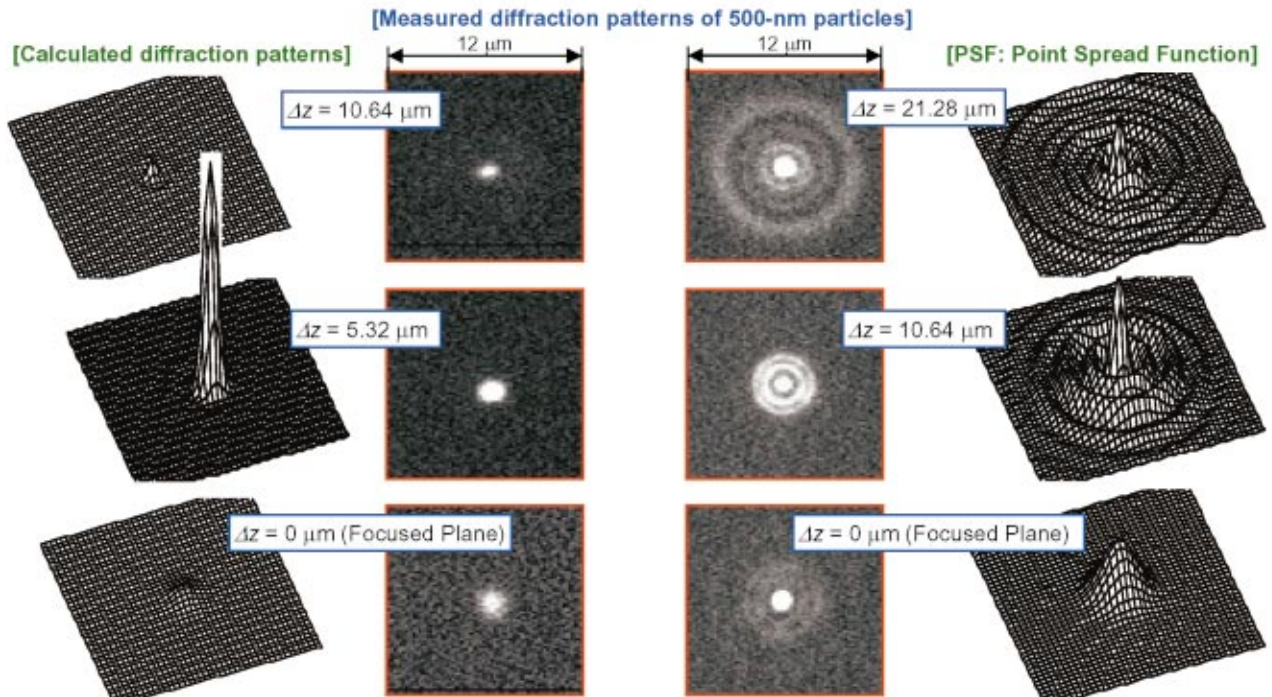 [Measured diffraction patterns of 500-nm particles]
12 μm
12 μm
[Calculated diffraction patterns]
[PSF: Point Spread Function]
Δz = 10.64 μm
Δz = 21.28 μm
Δz = 5.32 μm
Δz = 10.64 μm
Δz = 0 μm (Focused Plane)
Δz = 0 μm (Focused Plane)